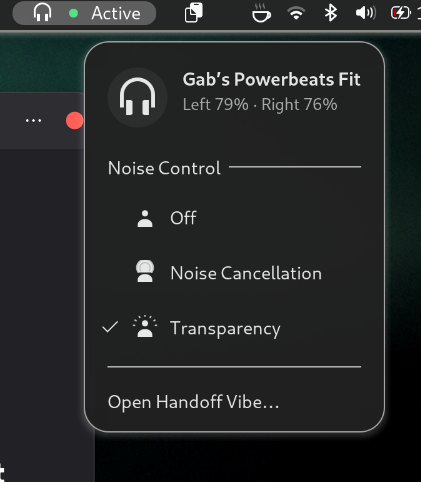 Active
Gab's Powerbeats Fit
Left 79% · Right 76%
Noise Control
Off
Noise Cancellation
Transparency
Open Handoff Vibe...